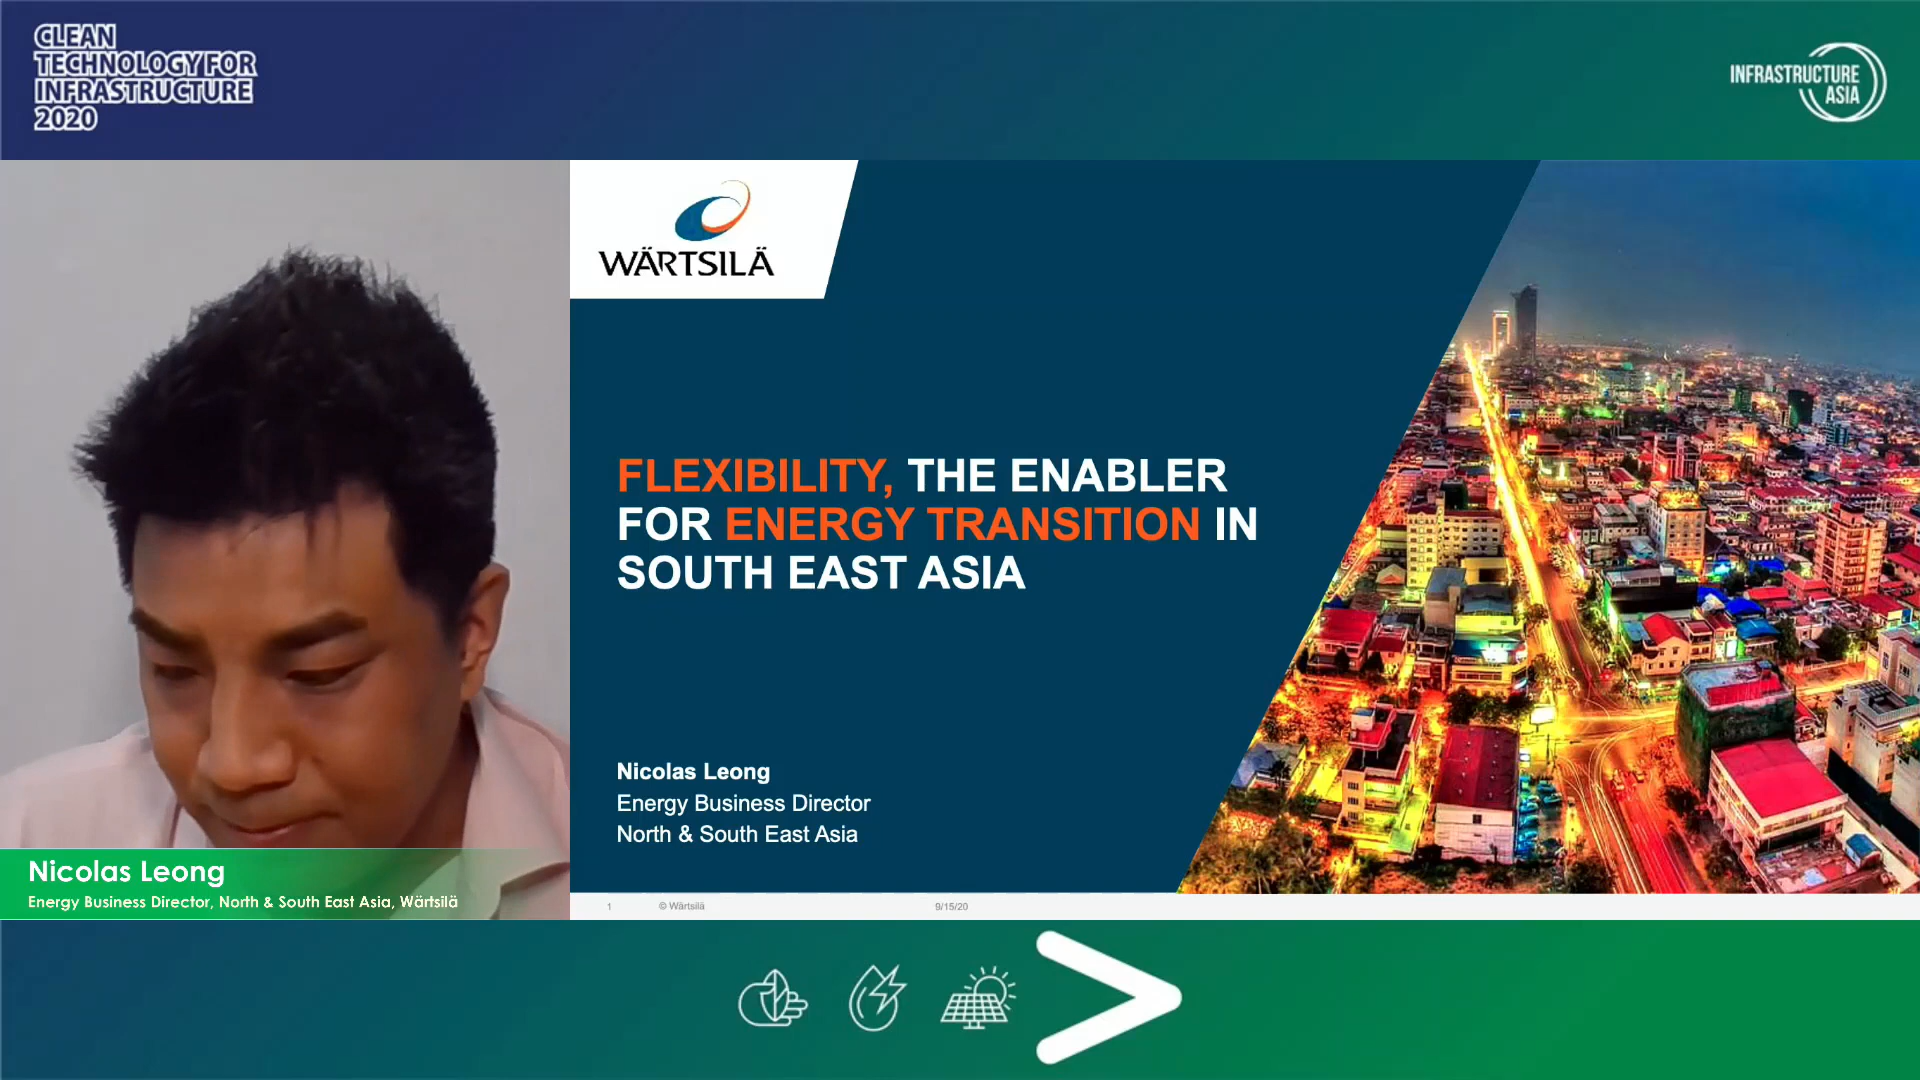 CLEAN
TECHNOLOGY FOR
INFRASTRUCTURE
2020
INFRASTRUCTURE
ASIA
WÄRTSILÄ
FLEXIBILITY, THE ENABLER
FOR ENERGY TRANSITION IN
SOUTH EAST ASIA
Nicolas Leong
Energy Business Director
North & South East Asia
Nicolas Leong
Energy Business Director, North & South East Asia, Wärtsilä
1 © Wärtsilä 9/15/20